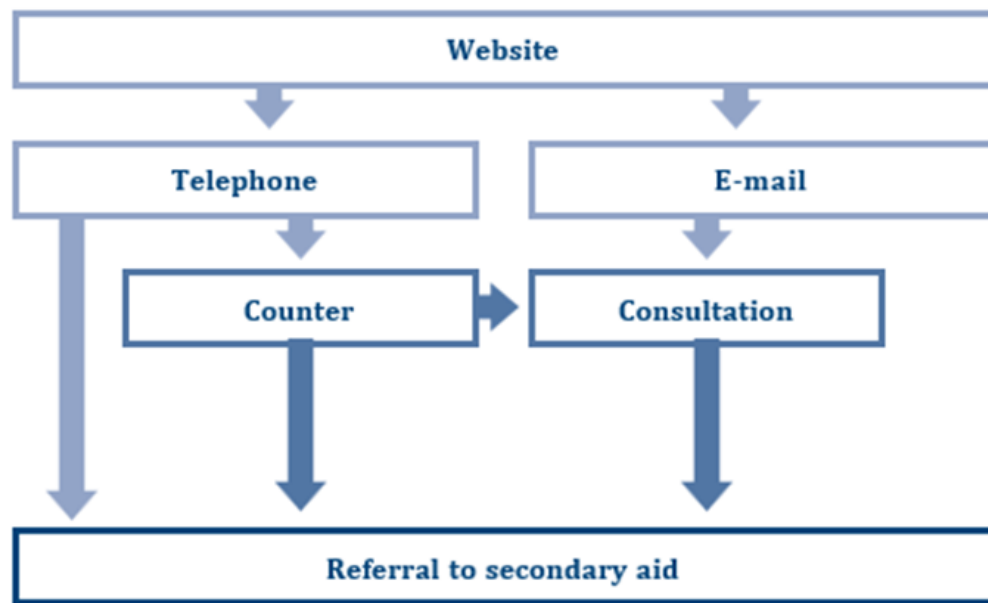 Website
Telephone
E-mail
Counter
Consultation
Referral to secondary aid